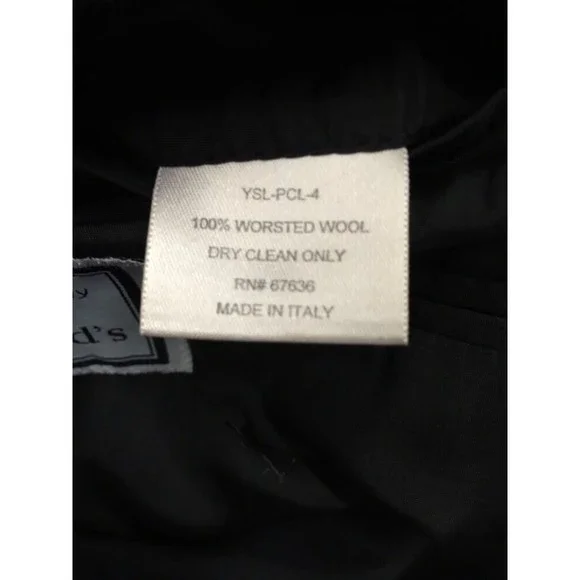 YSL-PCL-4
100% WORSTED WOOL
DRY CLEAN ONLY
RN# 67636
MADE IN ITALY
y
d's